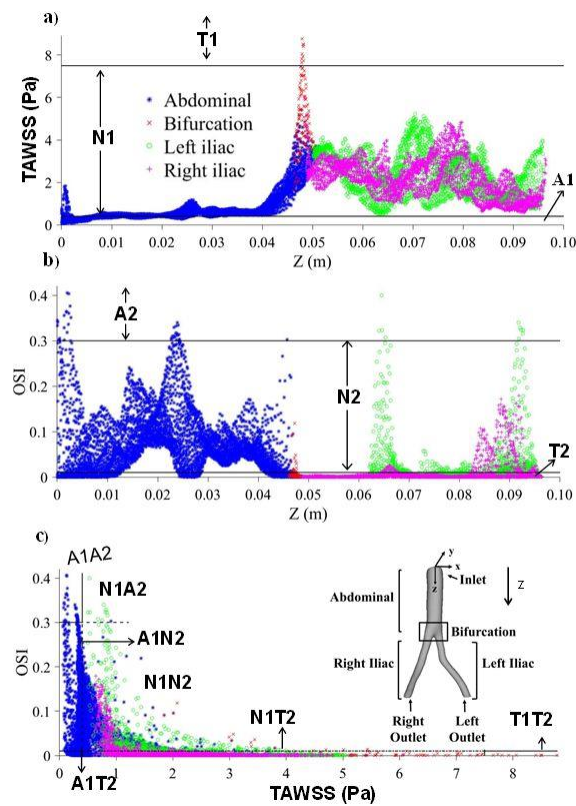 a)
T1
TAWSS (Pa)
8
6
4
2
0
N1
Abdominal
Bifurcation
Left iliac
Right iliac
A1
0 0.01 0.02 0.03 0.04 0.05 0.06 0.07 0.08 0.09 0.10
Z (m)
b)
OSI
0.4
0.3
0.2
0.1
0
A2
N2
T2
0 0.01 0.02 0.03 0.04 0.05 0.06 0.07 0.08 0.09 0.10
Z (m)
c)
OSI
0.4
0.3
0.2
0.1
0
A1A2
N1A2
A1N2
N1N2
N1T2
T1T2
A1T2
y
x
z
Inlet
Z
Abdominal
Bifurcation
Right Iliac
Left Iliac
Right Outlet
Left Outlet
0 1 2 3 4 5 6 7 8
TAWSS (Pa)